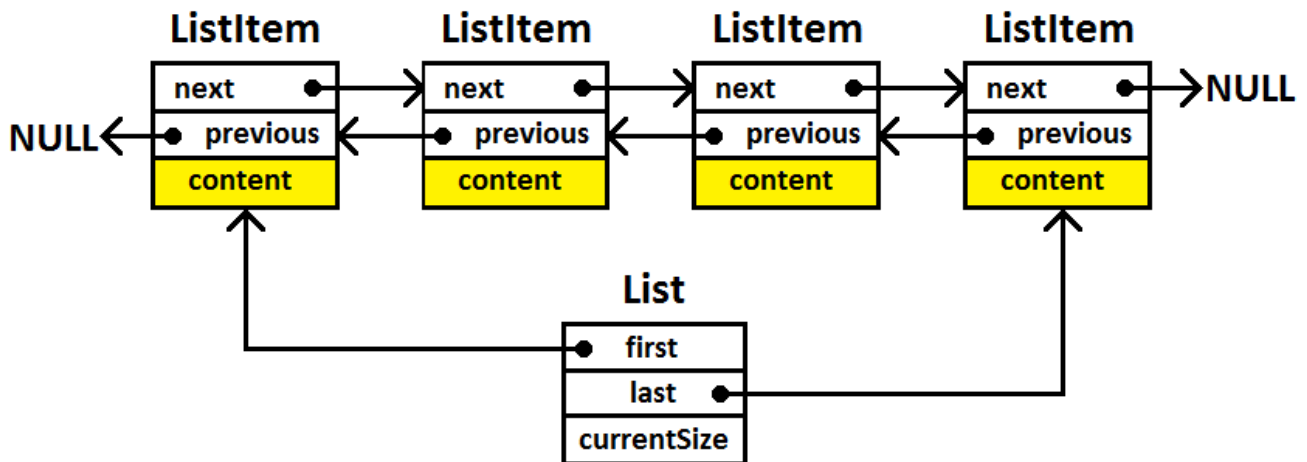 ListItem ListItem ListItem ListItem
next next next next NULL
NULL previous previous previous previous
content content content content
List
first
last
currentSize